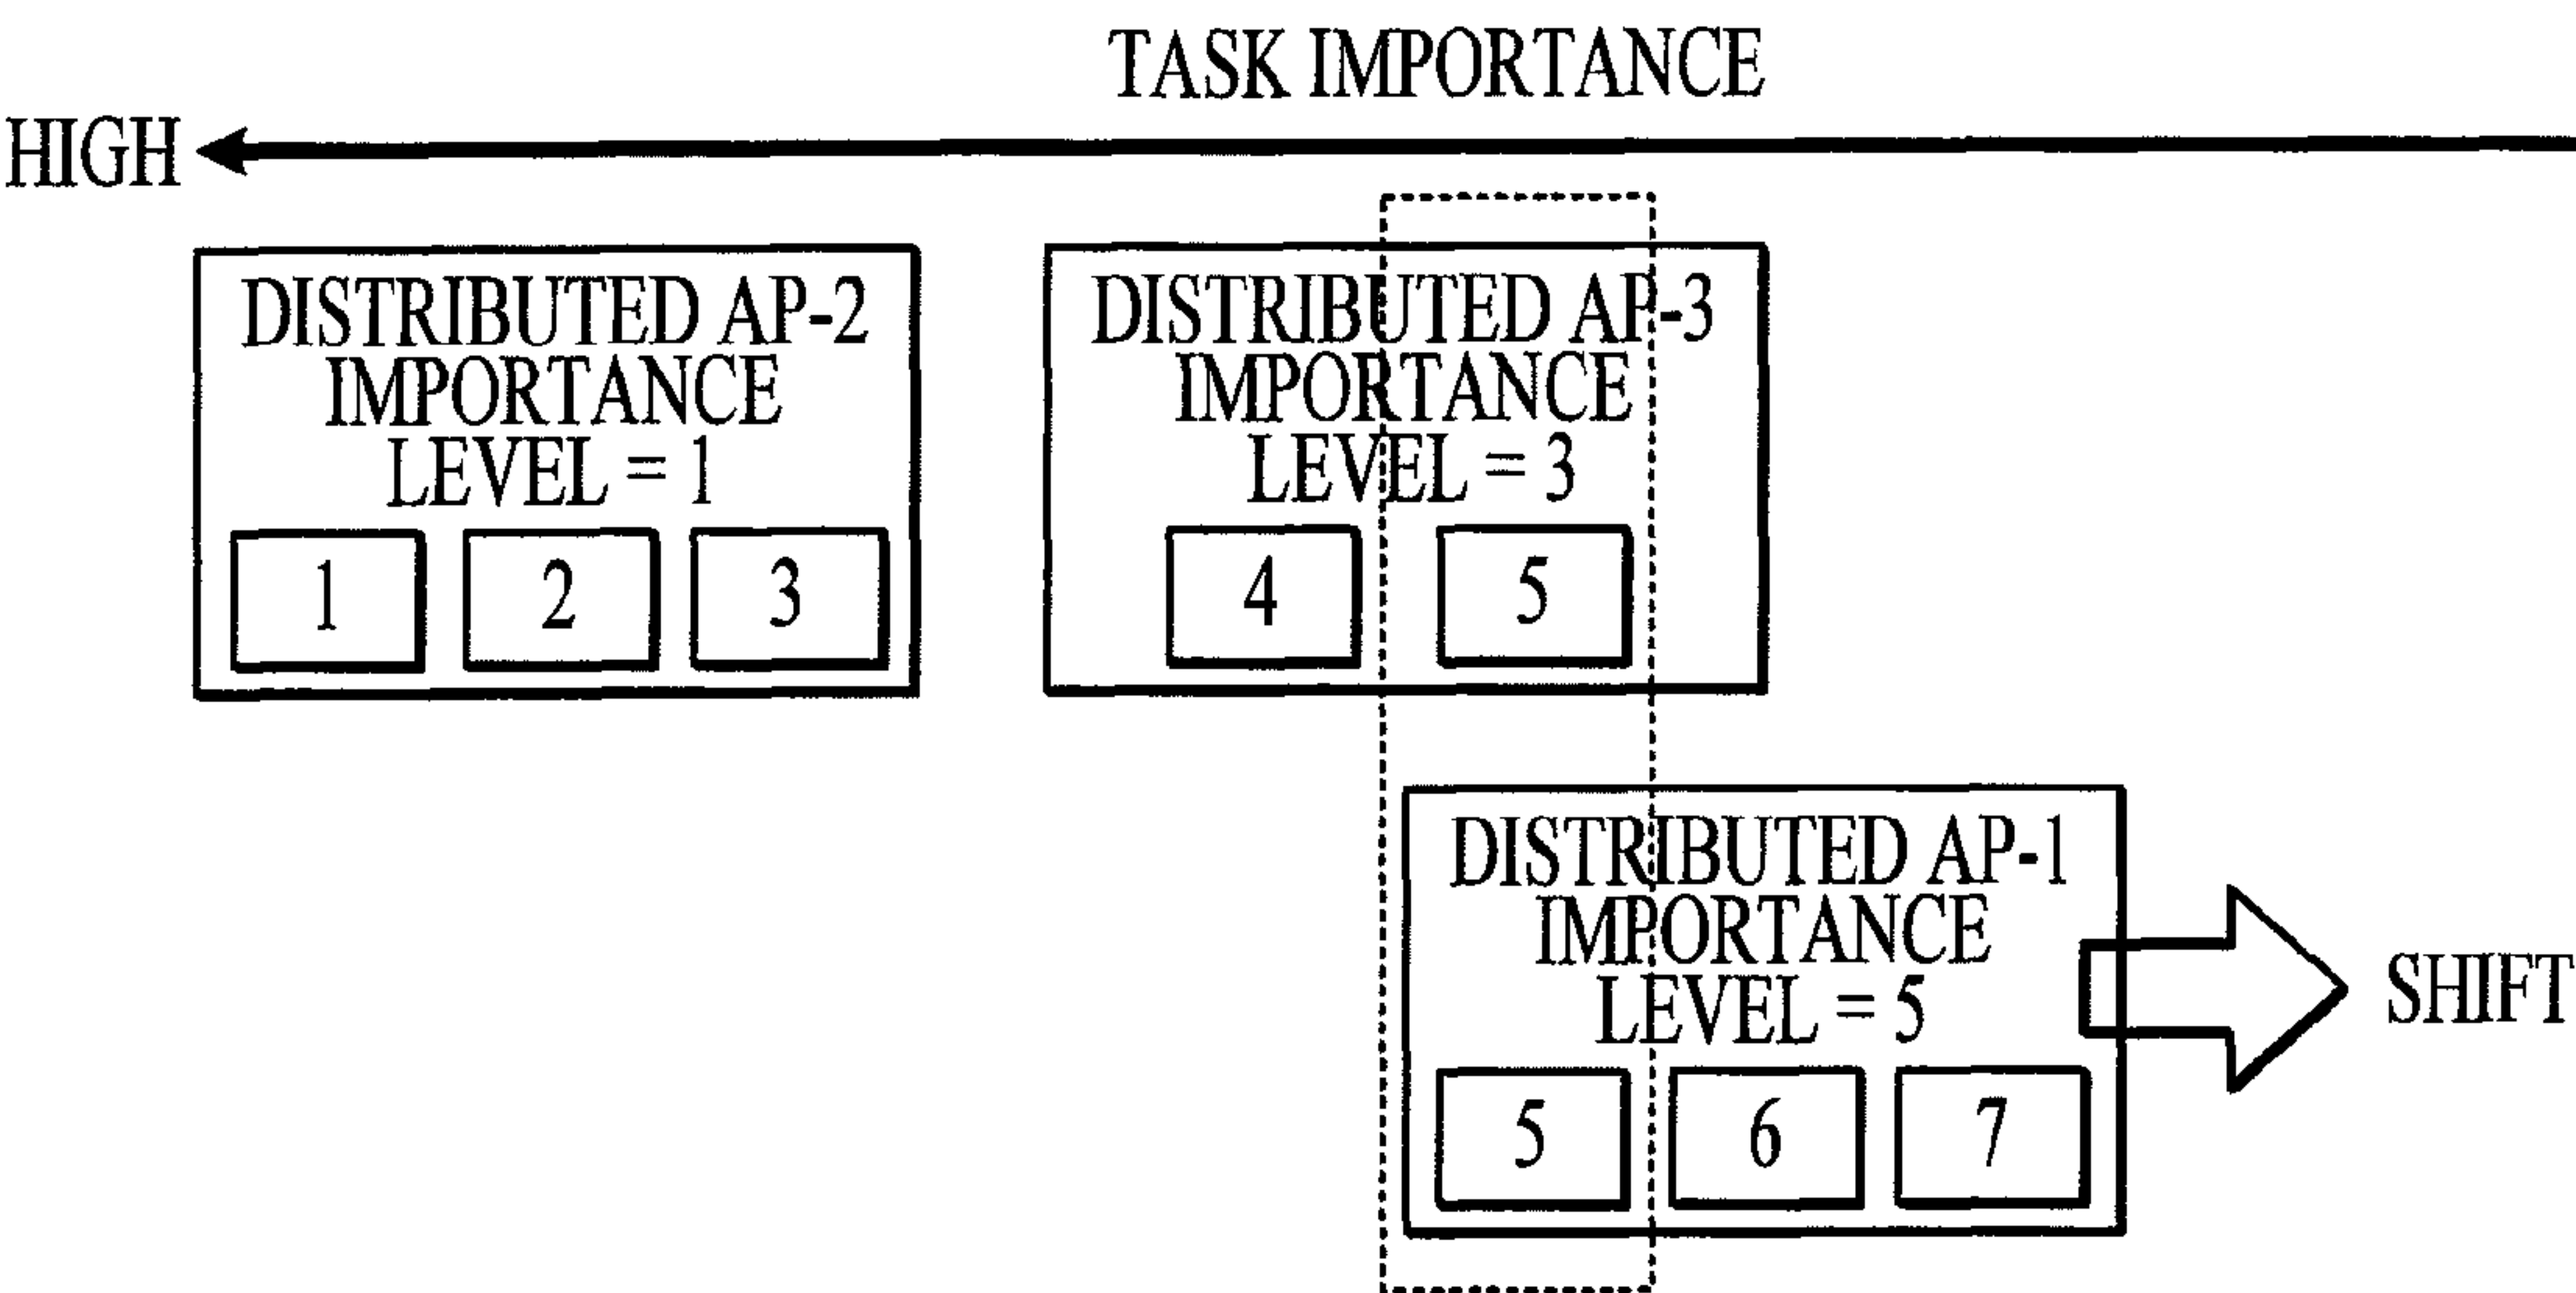 TASK IMPORTANCE
HIGH
DISTRIBUTED AP-2
IMPORTANCE
LEVEL = 1
1 2 3
DISTRIBUTED AP-3
IMPORTANCE
LEVEL = 3
4 5
DISTRIBUTED AP-1
IMPORTANCE
LEVEL = 5
5 6 7
SHIFT